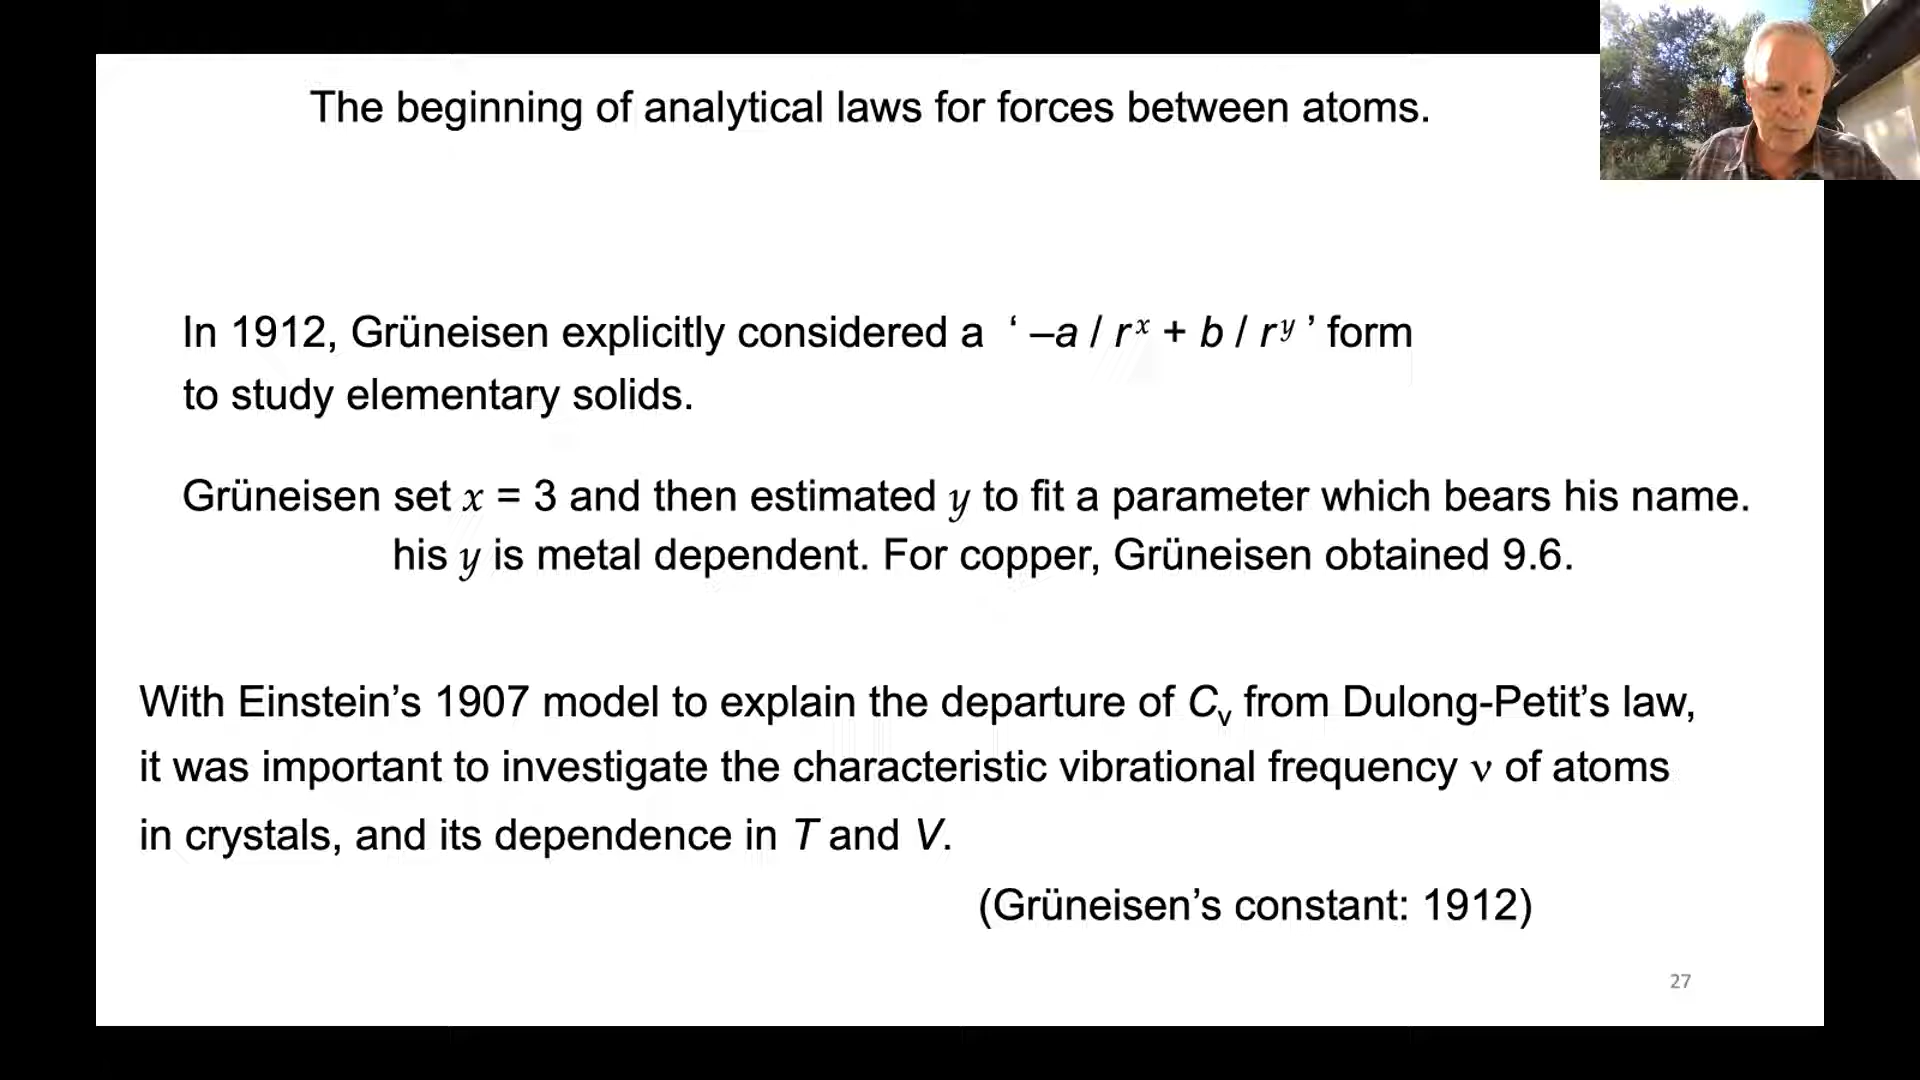 The beginning of analytical laws for forces between atoms.
In 1912, Grüneisen explicitly considered a ‘ –a / rˣ + b / rʸ ’ form
to study elementary solids.
Grüneisen set x = 3 and then estimated y to fit a parameter which bears his name.
his y is metal dependent. For copper, Grüneisen obtained 9.6.
With Einstein’s 1907 model to explain the departure of Cᵥ from Dulong-Petit’s law,
it was important to investigate the characteristic vibrational frequency ν of atoms
in crystals, and its dependence in T and V.
(Grüneisen’s constant: 1912)
27